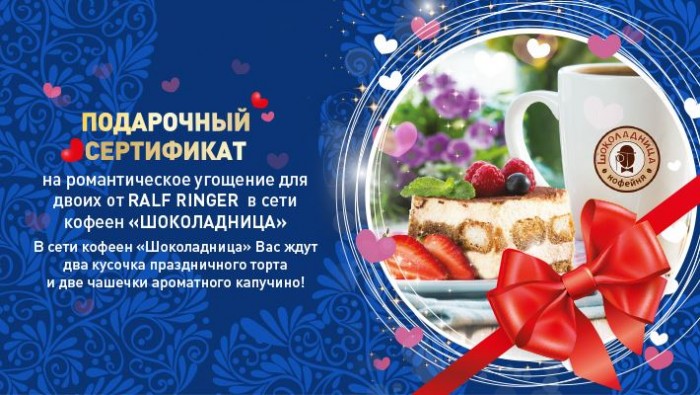 ПОДАРОЧНЫЙ
СЕРТИФИКАТ
на романтическое угощение для
двоих от RALF RINGER в сети
кофеен «ШОКОЛАДНИЦА»
В сети кофеен «Шоколадница» Вас ждут
два кусочка праздничного торта
и две чашечки ароматного капучино!
ШОКОЛАДНИЦА
кофейня